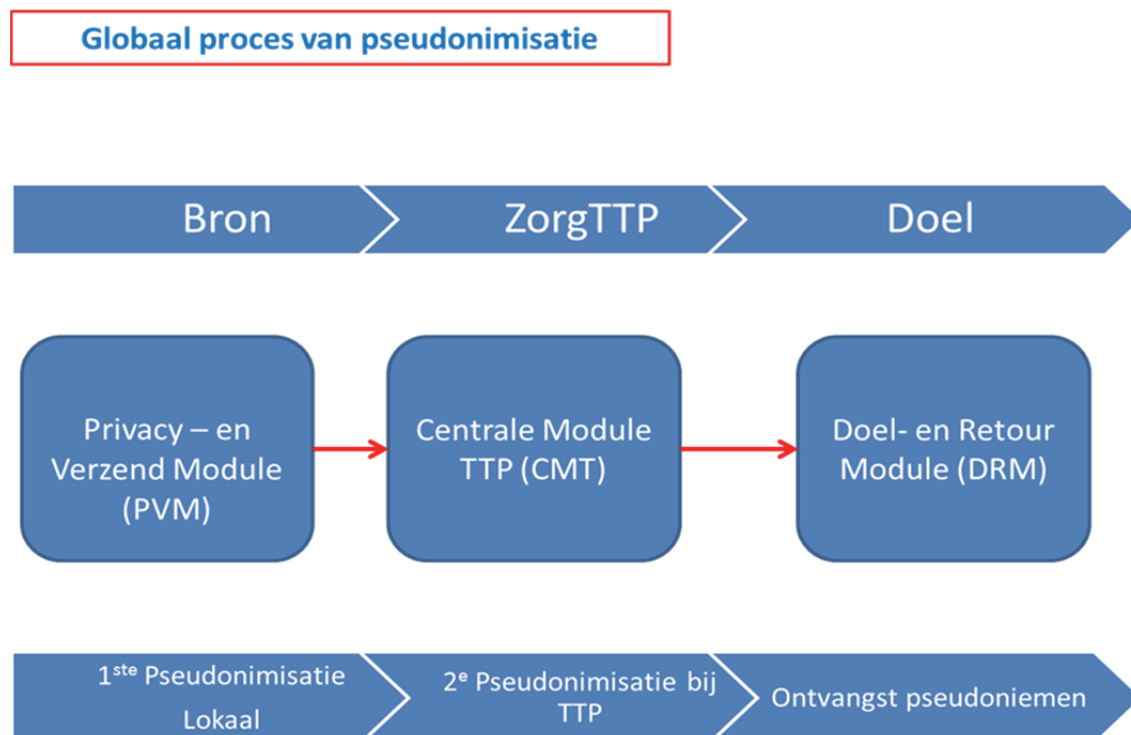 Globaal proces van pseudonimisatie
Bron
ZorgTTP
Doel
Privacy – en
Verzend Module
(PVM)
Centrale Module
TTP (CMT)
Doel- en Retour
Module (DRM)
1ste Pseudonimisatie
Lokaal
2e Pseudonimisatie bij
TTP
Ontvangst pseudoniemen